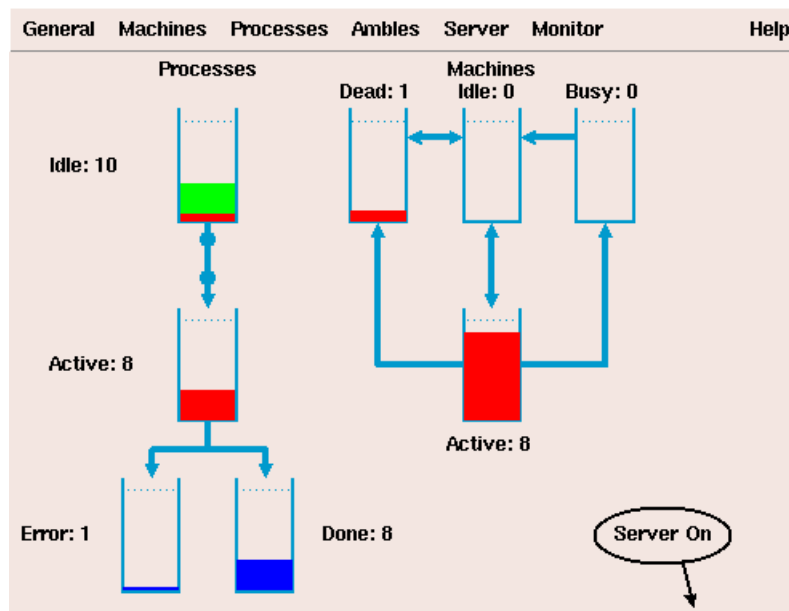 General Machines Processes Ambles Server Monitor Help
Processes
Machines
Dead: 1 Idle: 0 Busy: 0
Idle: 10
Active: 8
Active: 8
Error: 1 Done: 8
Server On